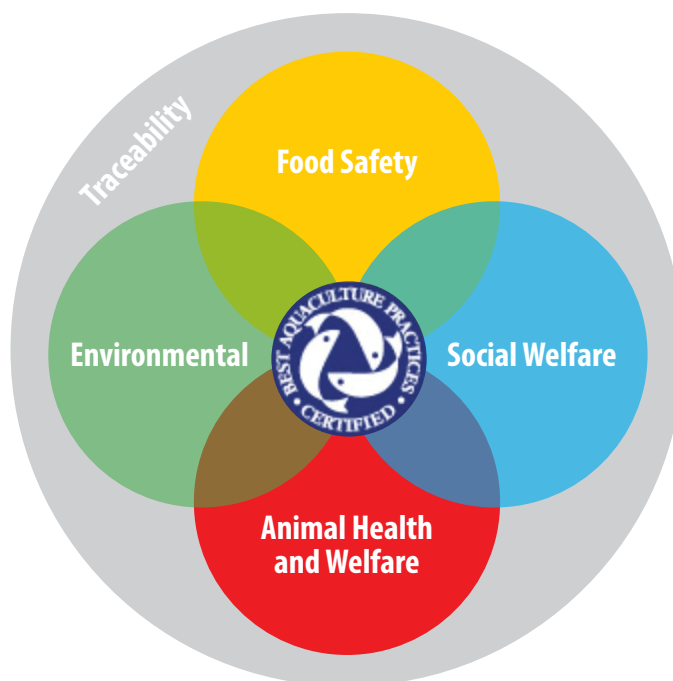 Traceability
Food Safety
Environmental
BEST AQUACULTURE PRACTICES
• CERTIFIED •
Social Welfare
Animal Health
and Welfare